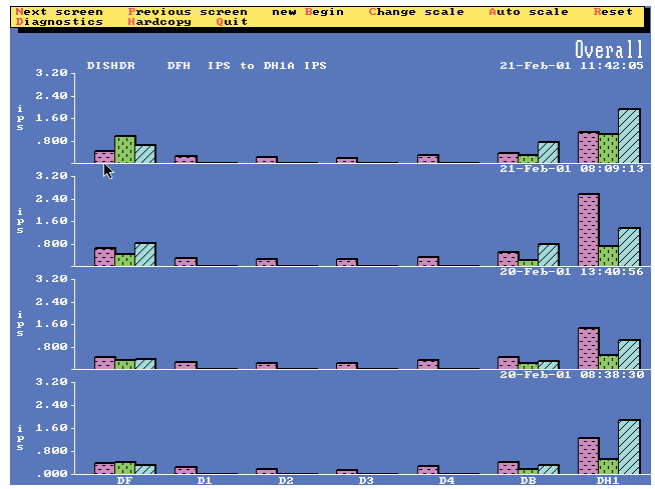 Next screen Previous screen new Begin Change scale Auto scale Reset
Diagnostics Hardcopy Quit
Overall
DISHDR DFH IPS to DH1A IPS 21-Feb-01 11:42:05
3.20
2.40
1.60
.800
ips
21-Feb-01 08:09:13
3.20
2.40
1.60
.800
ips
20-Feb-01 13:40:56
3.20
2.40
1.60
.800
ips
20-Feb-01 08:38:30
3.20
2.40
1.60
.800
.000
ips
DF D1 D2 D3 D4 DB DH1